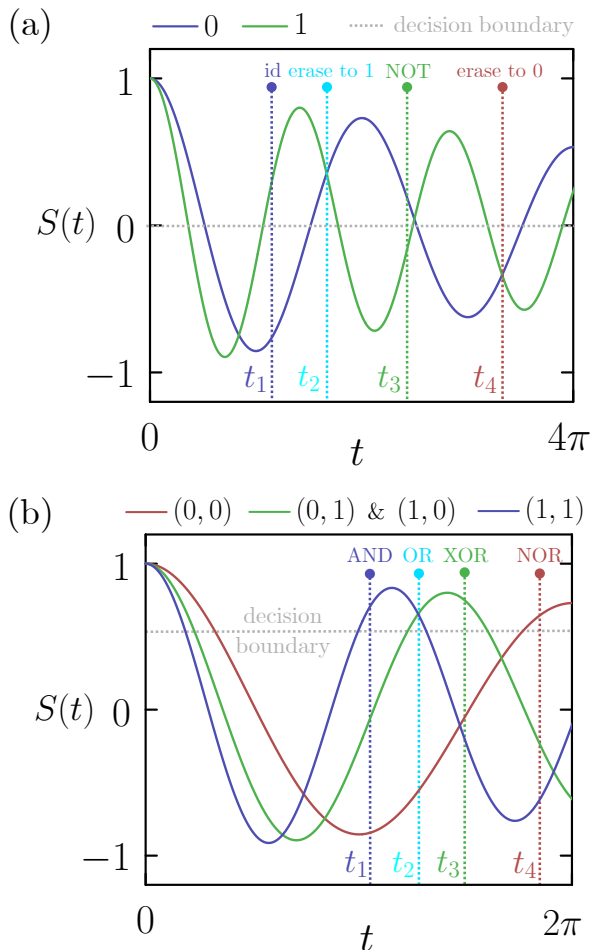 (a) 0 1 decision boundary
id erase to 1 NOT erase to 0
1
S(t) 0
−1
t₁ t₂ t₃ t₄
0 t 4π
(b) (0, 0) (0, 1) & (1, 0) (1, 1)
AND OR XOR NOR
1
decision
boundary
S(t) 0
−1
t₁ t₂ t₃ t₄
0 t 2π